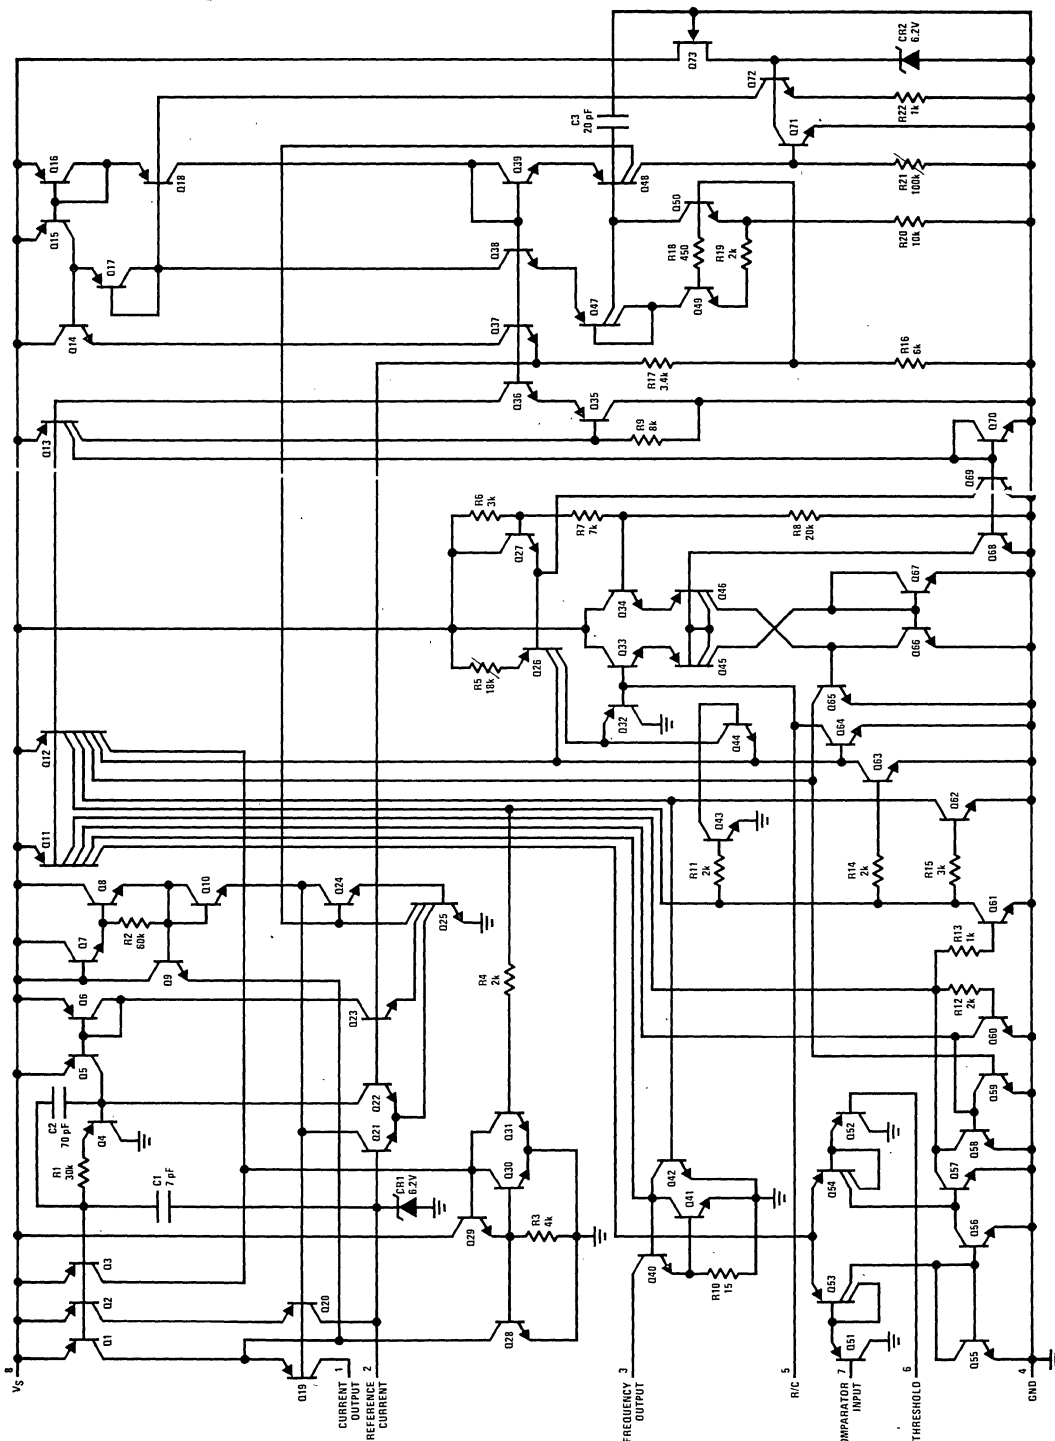 8
VS
Q1
Q2
Q3
R1
30k
C2
70 pF
Q4
Q5
Q6
Q7
Q8
R2
60k
Q9
Q10
Q11
Q12
Q13
Q14
Q15
Q16
Q17
Q18
C1
7 pF
Q19
Q20
1
CURRENT
OUTPUT
2
REFERENCE
CURRENT
Q21
Q22
Q23
Q24
Q25
CR1
6.2V
Q28
Q29
Q30
Q31
R3
4k
R4
2k
R5
18k
R6
3k
Q26
Q27
R7
7k
R8
20k
Q32
Q33
Q34
Q35
Q36
Q37
Q38
Q39
R9
8k
3
FREQUENCY
OUTPUT
Q40
Q41
Q42
R10
15
R11
2k
Q43
Q44
Q45
Q46
Q47
Q48
C3
20 pF
R17
3.4k
Q49
Q50
R18
450
R19
2k
5
R/C
7
OMPARATOR
INPUT
6
THRESHOLD
Q51
Q52
Q53
Q54
Q55
Q56
Q57
Q58
Q59
Q60
R12
2k
R13
1k
Q61
R14
2k
R15
3k
Q62
Q63
Q64
Q65
Q66
Q67
Q68
Q69
Q70
R16
6k
R20
10k
R21
100k
R22
1k
Q71
Q72
Q73
CR2
6.2V
4
GND